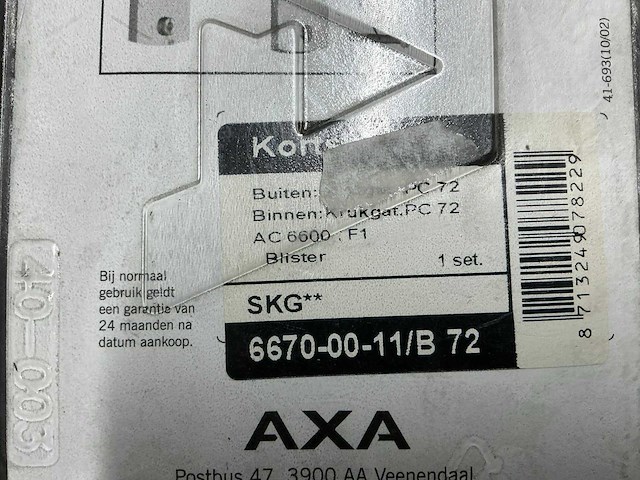 41-693(10/02)
Buiten: PC 72
Binnen:Krukgat.PC 72
AC 6600 , F1
Blister 1 set.
SKG**
6670-00-11/B 72
8 713249 078229
Bij normaal
gebruik geldt
een garantie van
24 maanden na
datum aankoop.
210-003
AXA
Postbus 47, 3900 AA Veenendaal